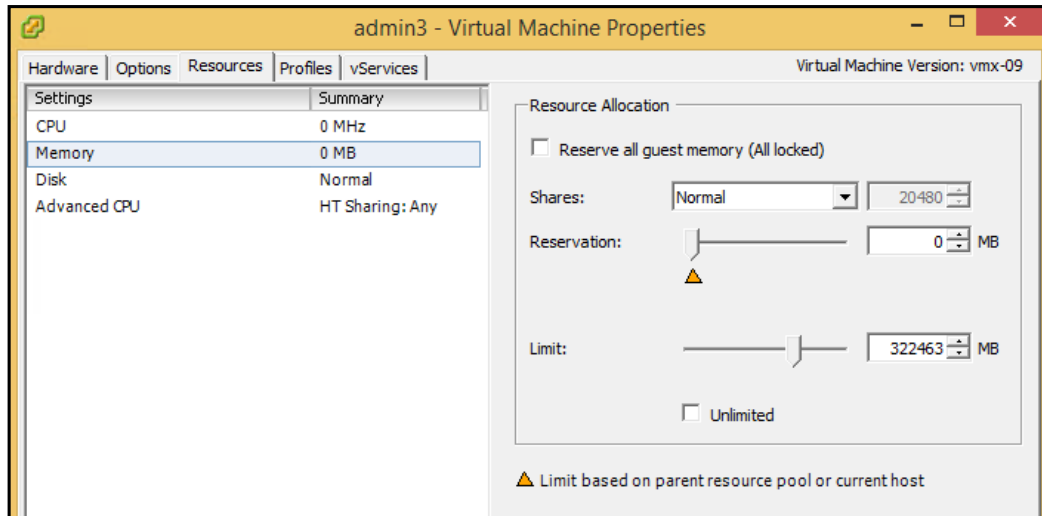 admin3 - Virtual Machine Properties
Hardware Options Resources Profiles vServices Virtual Machine Version: vmx-09
Settings Summary
CPU 0 MHz
Memory 0 MB
Disk Normal
Advanced CPU HT Sharing: Any
Resource Allocation
Reserve all guest memory (All locked)
Shares: Normal 20480
Reservation: 0 MB
Limit: 322463 MB
Unlimited
Limit based on parent resource pool or current host